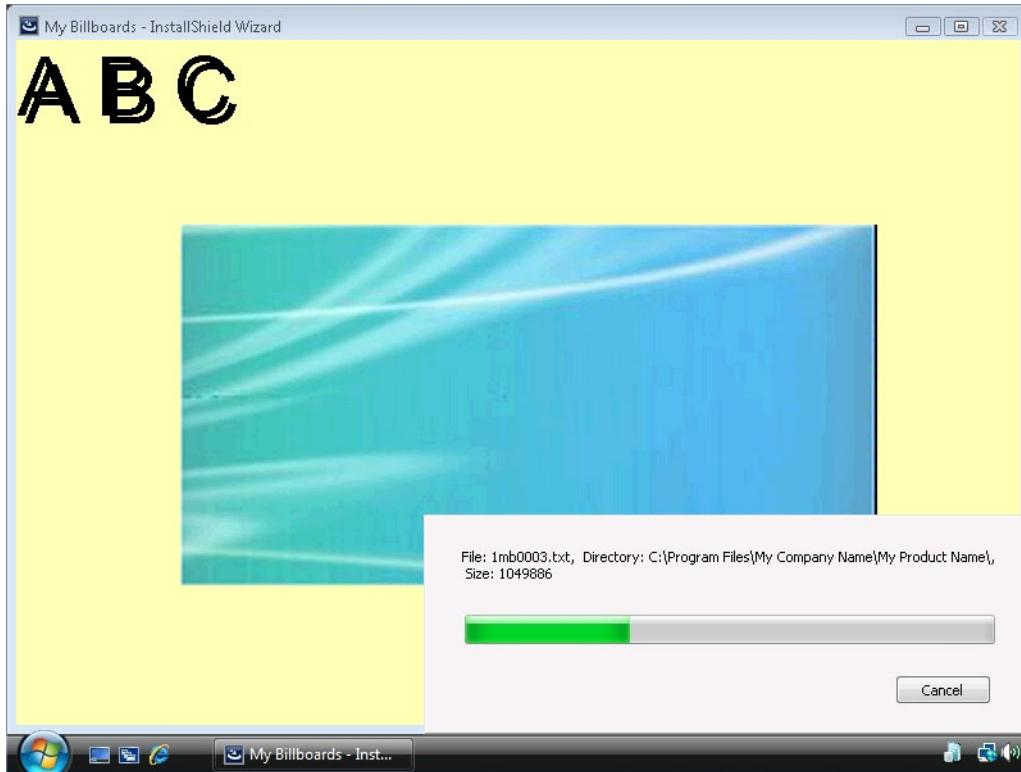 My Billboards - InstallShield Wizard
A B C
File: 1mb0003.txt,  Directory: C:\Program Files\My Company Name\My Product Name\,
Size: 1049886
Cancel
My Billboards - Inst...